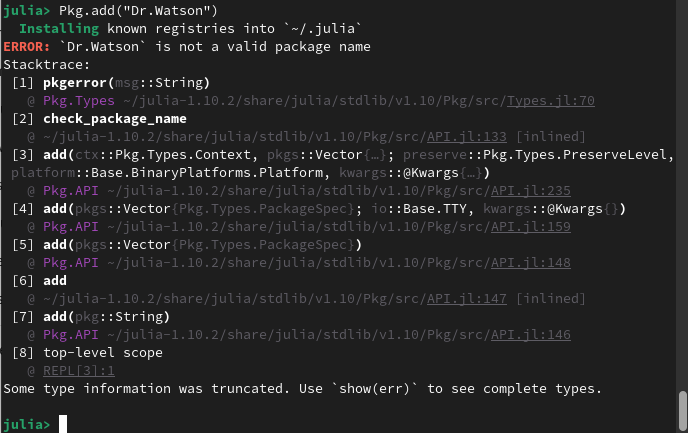 julia> Pkg.add("Dr.Watson")
Installing known registries into `~/.julia`
ERROR: `Dr.Watson` is not a valid package name
Stacktrace:
[1] pkgerror(msg::String)
@ Pkg.Types ~/julia-1.10.2/share/julia/stdlib/v1.10/Pkg/src/Types.jl:70
[2] check_package_name
@ ~/julia-1.10.2/share/julia/stdlib/v1.10/Pkg/src/API.jl:133 [inlined]
[3] add(ctx::Pkg.Types.Context, pkgs::Vector{…}; preserve::Pkg.Types.PreserveLevel,
platform::Base.BinaryPlatforms.Platform, kwargs::@Kwargs{…})
@ Pkg.API ~/julia-1.10.2/share/julia/stdlib/v1.10/Pkg/src/API.jl:235
[4] add(pkgs::Vector{Pkg.Types.PackageSpec}; io::Base.TTY, kwargs::@Kwargs{})
@ Pkg.API ~/julia-1.10.2/share/julia/stdlib/v1.10/Pkg/src/API.jl:159
[5] add(pkgs::Vector{Pkg.Types.PackageSpec})
@ Pkg.API ~/julia-1.10.2/share/julia/stdlib/v1.10/Pkg/src/API.jl:148
[6] add
@ ~/julia-1.10.2/share/julia/stdlib/v1.10/Pkg/src/API.jl:147 [inlined]
[7] add(pkg::String)
@ Pkg.API ~/julia-1.10.2/share/julia/stdlib/v1.10/Pkg/src/API.jl:146
[8] top-level scope
@ REPL[3]:1
Some type information was truncated. Use `show(err)` to see complete types.
julia>